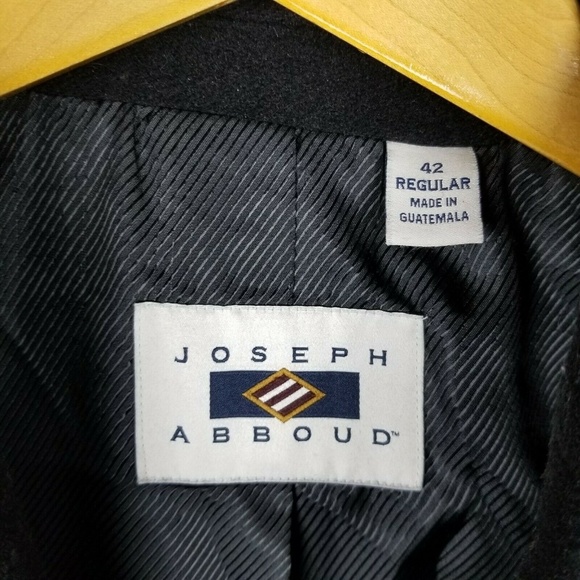 42
REGULAR
MADE IN
GUATEMALA
JOSEPH
ABBOUD™